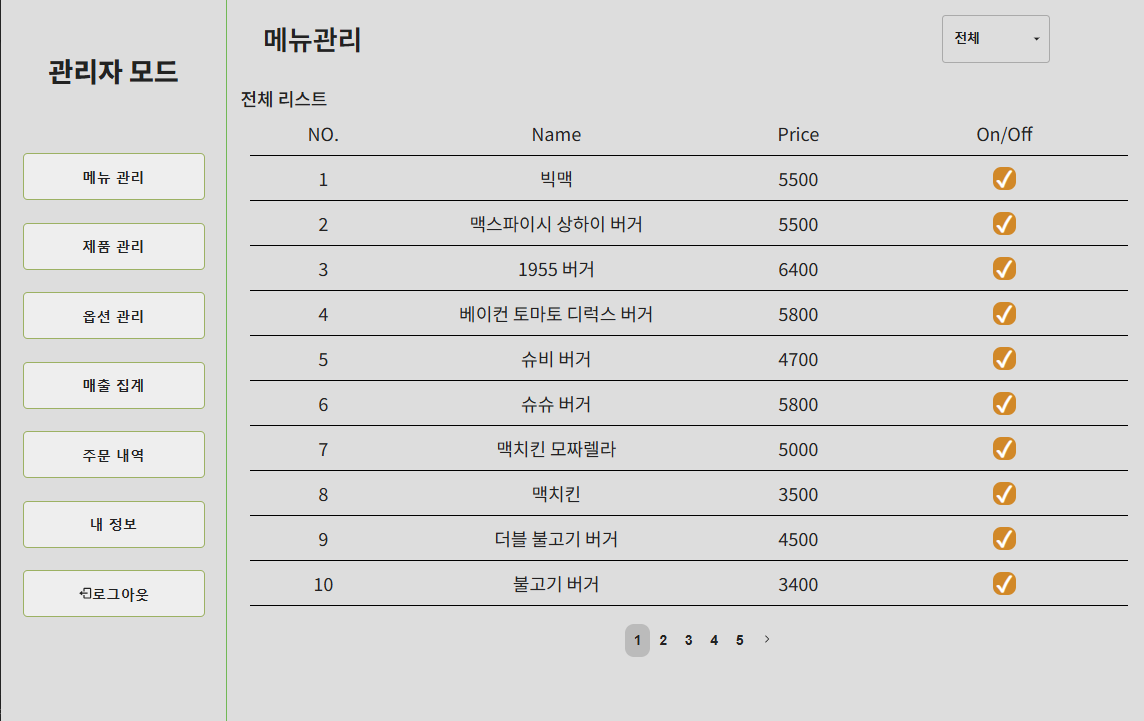 관리자 모드
메뉴 관리
제품 관리
옵션 관리
매출 집계
주문 내역
내 정보
로그아웃
메뉴관리
전체
전체 리스트
NO. Name Price On/Off
1 빅맥 5500
2 맥스파이시 상하이 버거 5500
3 1955 버거 6400
4 베이컨 토마토 디럭스 버거 5800
5 슈비 버거 4700
6 슈슈 버거 5800
7 맥치킨 모짜렐라 5000
8 맥치킨 3500
9 더블 불고기 버거 4500
10 불고기 버거 3400
1 2 3 4 5 >